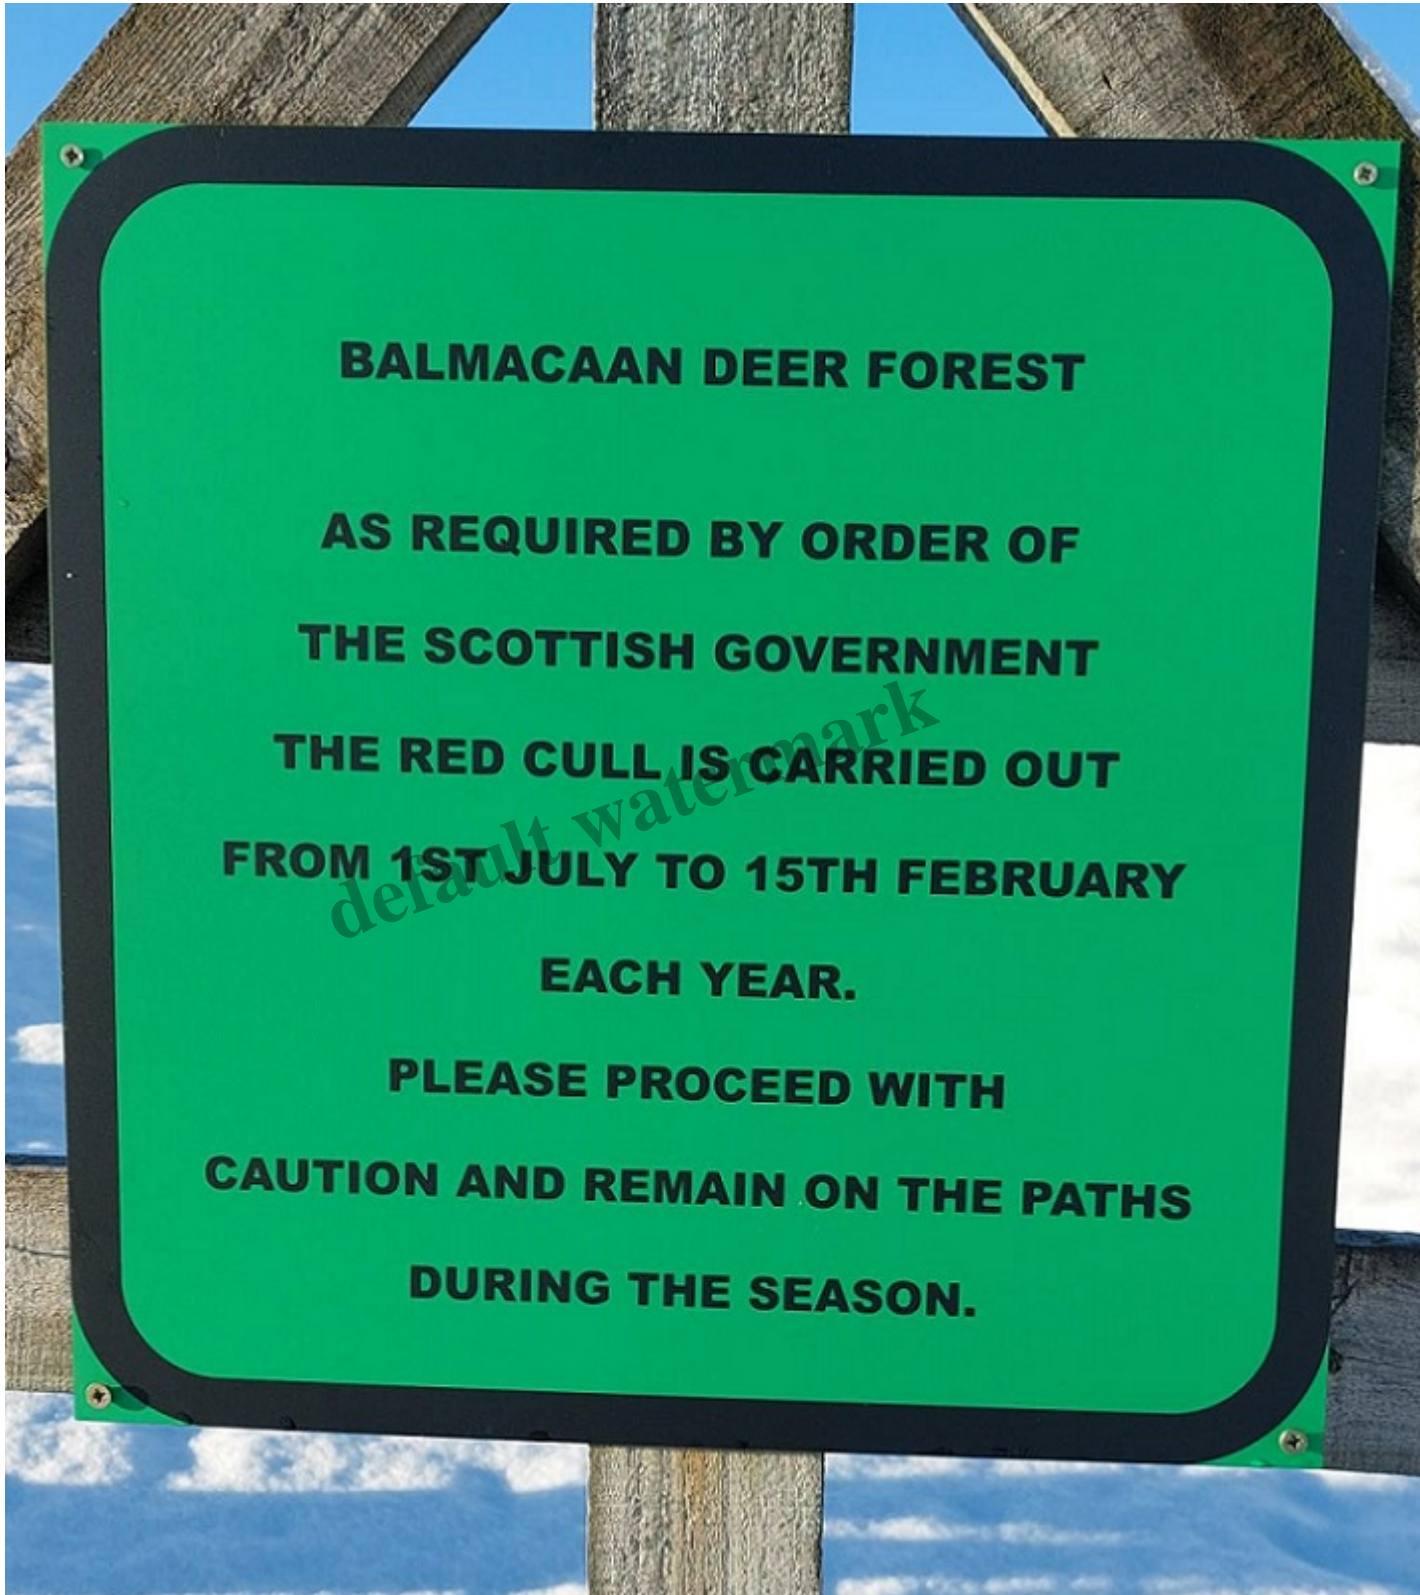 BALMACAAN DEER FOREST
AS REQUIRED BY ORDER OF
THE SCOTTISH GOVERNMENT
THE RED CULL IS CARRIED OUT
FROM 1ST JULY TO 15TH FEBRUARY
EACH YEAR.
PLEASE PROCEED WITH
CAUTION AND REMAIN ON THE PATHS
DURING THE SEASON.
default watermark